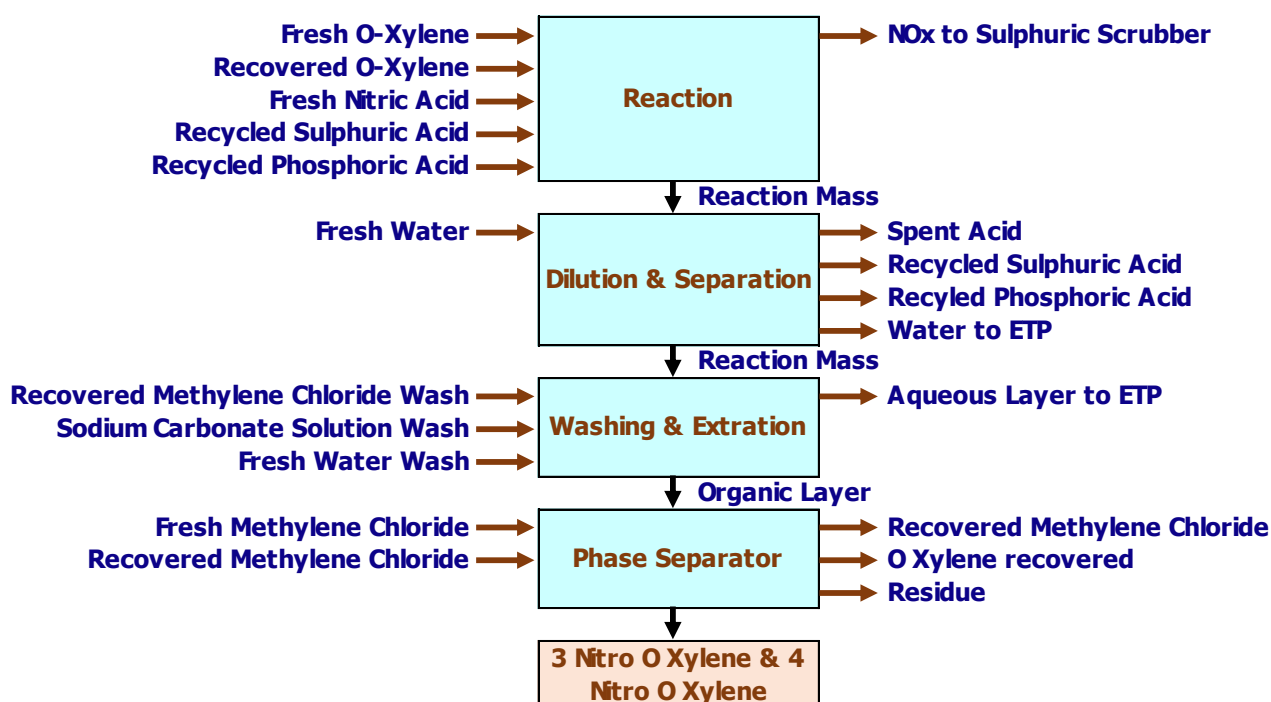 Fresh O-Xylene
NOx to Sulphuric Scrubber
Recovered O-Xylene
Reaction
Fresh Nitric Acid
Recycled Sulphuric Acid
Recycled Phosphoric Acid
Reaction Mass
Fresh Water
Spent Acid
Recycled Sulphuric Acid
Dilution & Separation
Recyled Phosphoric Acid
Water to ETP
Reaction Mass
Recovered Methylene Chloride Wash
Aqueous Layer to ETP
Sodium Carbonate Solution Wash
Washing & Extration
Fresh Water Wash
Organic Layer
Fresh Methylene Chloride
Recovered Methylene Chloride
Recovered Methylene Chloride
Phase Separator
O Xylene recovered
Residue
3 Nitro O Xylene & 4
Nitro O Xylene